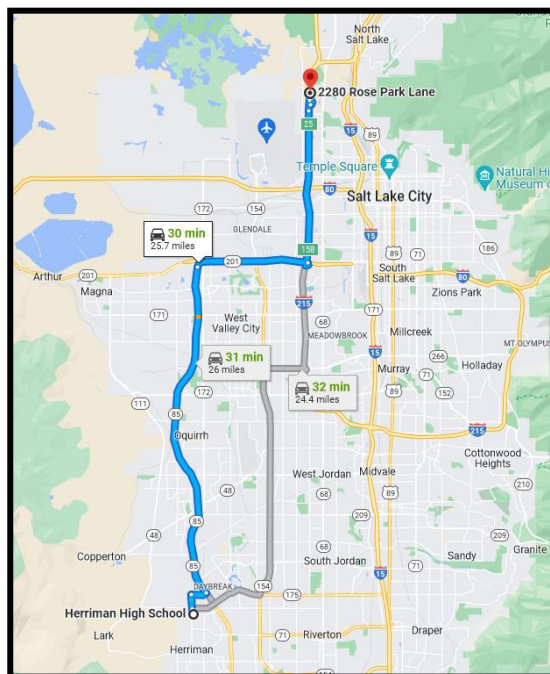 North
Salt Lake
2280 Rose Park Lane
25
15
89
Temple Square
Natural Hi
Museum o
80
Salt Lake City
172
154
GLENDALE
30 min
25.7 miles
186
15B
201
Arthur
201
Magna
South
Salt Lake
80
Zions Park
215
171
West
Valley City
68
171
71
MEADOWBROOK
Millcreek
MT OLYMPUS
15
266
Holladay
31 min
26 miles
Murray
32 min
24.4 miles
71
152
172
111
85
89
Oquirrh
215
Cottonwood
Heights
West Jordan
Midvale
210
48
89
209
48
85
Granite
Sandy
Copperton
South Jordan
71
209
85
15
DAYBREAK
154
175
Herriman High School
Lark
71
Riverton
Draper
Herriman